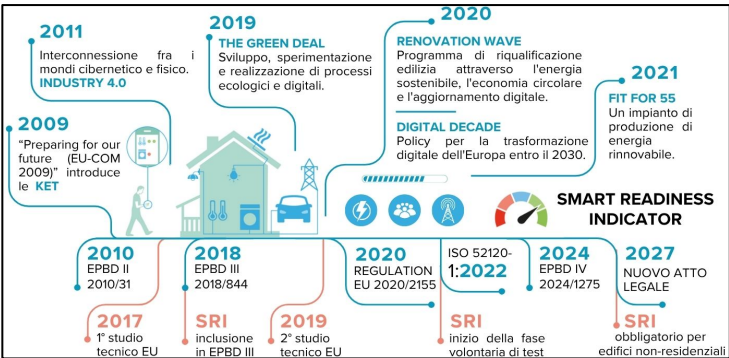 2009
"Preparing for our
future (EU-COM
2009)" introduce
le KET
2011
Interconnessione fra i
mondi cibernetico e fisico.
INDUSTRY 4.0
2019
THE GREEN DEAL
Sviluppo, sperimentazione
e realizzazione di processi
ecologici e digitali.
2020
RENOVATION WAVE
Programma di riqualificazione
edilizia attraverso l'energia
sostenibile, l'economia circolare
e l'aggiornamento digitale.
DIGITAL DECADE
Policy per la trasformazione
digitale dell'Europa entro il 2030.
2021
FIT FOR 55
Un impianto di
produzione di
energia
rinnovabile.
SMART READINESS
INDICATOR
2010
EPBD II
2010/31
2018
EPBD III
2018/844
2020
REGULATION
EU 2020/2155
ISO 52120-
1:2022
2024
EPBD IV
2024/1275
2027
NUOVO ATTO
LEGALE
2017
1° studio
tecnico EU
SRI
inclusione
in EPBD III
2019
2° studio
tecnico EU
SRI
inizio della fase
volontaria di test
SRI
obbligatorio per
edifici non-residenziali